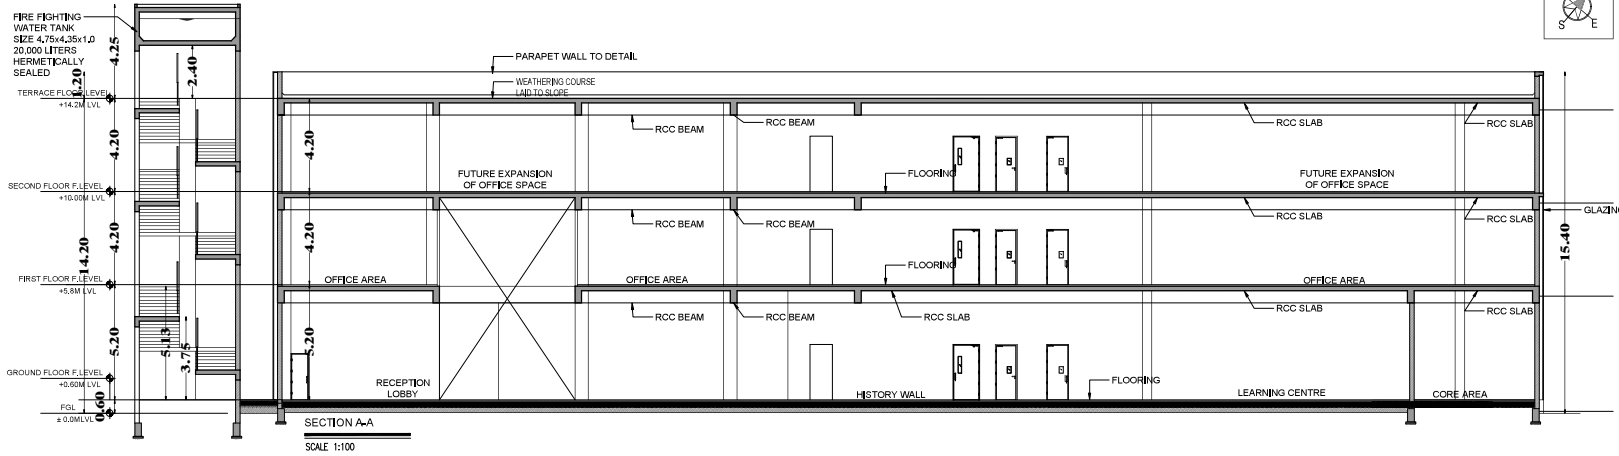 FIRE FIGHTING
WATER TANK
SIZE 4.75x4.35x1.0
20,000 LITERS
HERMETICALLY
SEALED
4.25
2.40
1.20
S E
PARAPET WALL TO DETAIL
WEATHERING COURSE
LAID TO SLOPE
TERRACE FLOOR LEVEL
+14.2M LVL
RCC BEAM
RCC BEAM
RCC SLAB
RCC SLAB
4.20
4.20
FUTURE EXPANSION
OF OFFICE SPACE
FLOORING
FUTURE EXPANSION
OF OFFICE SPACE
SECOND FLOOR F.LEVEL
+10.00M LVL
RCC BEAM
RCC BEAM
RCC SLAB
RCC SLAB
GLAZING
4.20
4.20
14.20
15.40
FLOORING
FIRST FLOOR F.LEVEL
+5.8M LVL
OFFICE AREA
OFFICE AREA
OFFICE AREA
RCC BEAM
RCC BEAM
RCC SLAB
RCC SLAB
RCC SLAB
5.20
5.13
3.75
5.20
GROUND FLOOR F.LEVEL
+0.60M LVL
RECEPTION
LOBBY
HISTORY WALL
FLOORING
LEARNING CENTRE
CORE AREA
FGL
± 0.0MLVL
0.60
SECTION A-A
SCALE 1:100